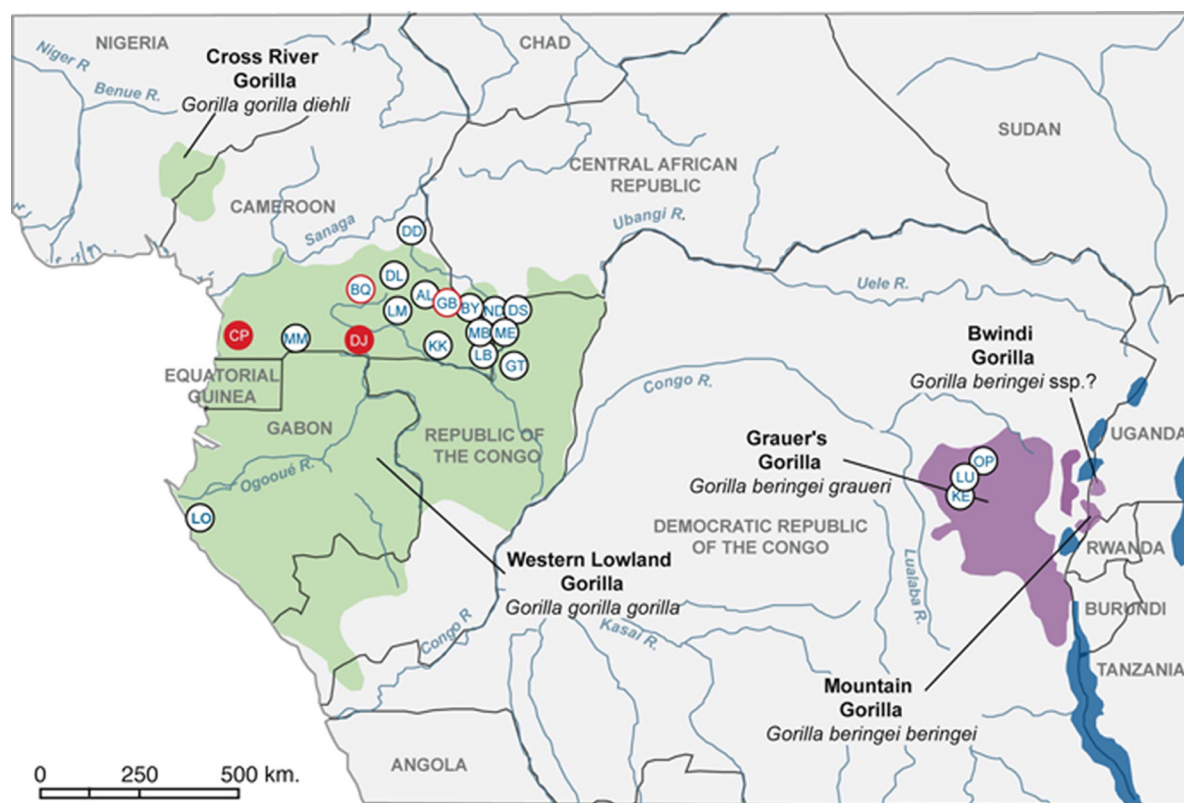 NIGERIA
CHAD
SUDAN
Niger R
Benue R.
Cross River
Gorilla
Gorilla gorilla diehli
CENTRAL AFRICAN
REPUBLIC
CAMEROON
Sanaga
Ubangi R.
Uele R.
DD
DL
BQ
AL
GB
BY
ND
DS
LM
MB
ME
CP
MM
DJ
KK
LB
GT
EQUATORIAL
GUINEA
GABON
REPUBLIC OF
THE CONGO
Ogooué R.
LO
Congo R.
Bwindi
Gorilla
Gorilla beringei ssp.?
UGANDA
Grauer's
Gorilla
Gorilla beringei graueri
OP
LU
KE
DEMOCRATIC REPUBLIC
OF THE CONGO
Lualaba R.
RWANDA
BURUNDI
TANZANIA
Western Lowland
Gorilla
Gorilla gorilla gorilla
Congo R
Kasai R.
Mountain
Gorilla
Gorilla beringei beringei
ANGOLA
0 250 500 km.